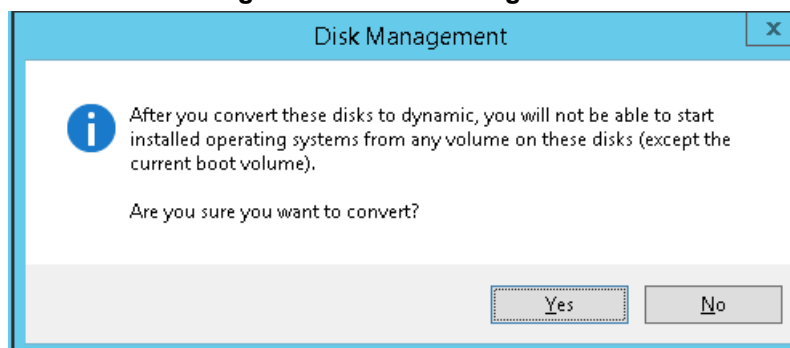 Disk Management
x
After you convert these disks to dynamic, you will not be able to start
installed operating systems from any volume on these disks (except the
current boot volume).
Are you sure you want to convert?
Yes
No